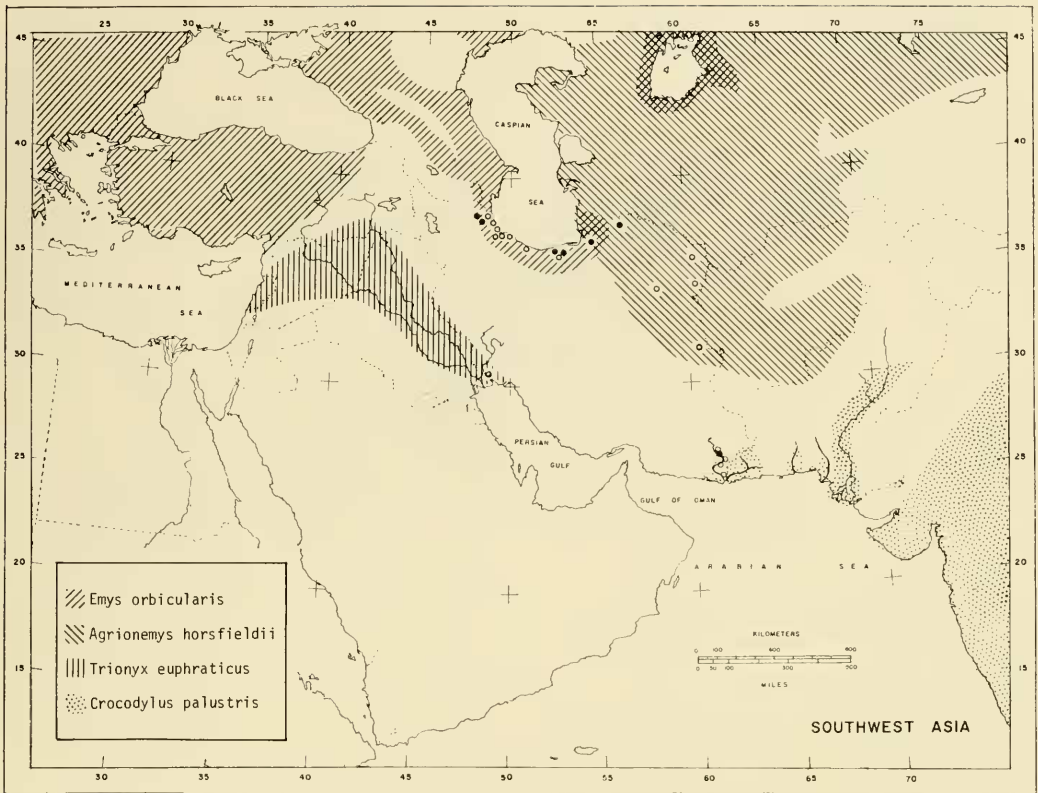 25 30 35 40 45 50 55 60 65 70 75
45 45
BLACK SEA
CASPIAN
SEA
40 40
35 35
MEDITERRANEAN
SEA
30 30
PERSIAN
GULF
25 25
GULF OF OMAN
20 ARABIAN SEA 20
Emys orbicularis
Agrionemys horsfieldii
Trionyx euphraticus
Crocodylus palustris
KILOMETERS
15 15
MILES
SOUTHWEST ASIA
30 35 40 45 50 55 60 65 70